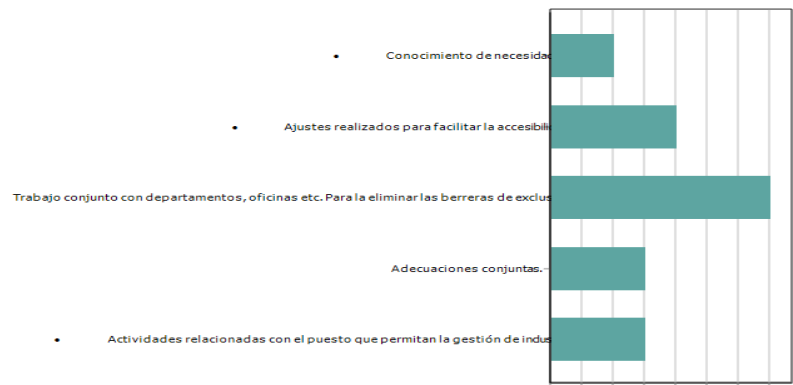 • Conocimiento de necesidad
• Ajustes realizados para facilitar la accesibili
Trabajo conjunto con departamentos, oficinas etc. Para la eliminar las berreras de exclus
Adecuaciones conjuntas.
• Actividades relacionadas con el puesto que permitan la gestión de indus